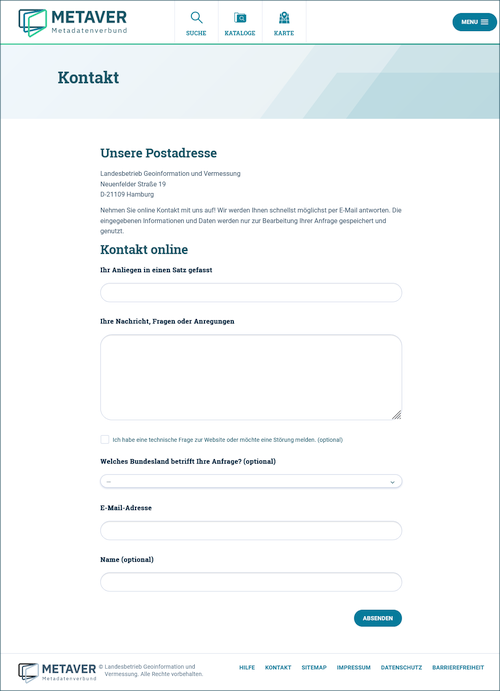 METAVER
Metadatenverbund
SUCHE
KATALOGE
KARTE
MENU
Kontakt
Unsere Postadresse
Landesbetrieb Geoinformation und Vermessung
Neuenfelder Straße 19
D-21109 Hamburg
Nehmen Sie online Kontakt mit uns auf! Wir werden Ihnen schnellst möglich per E-Mail antworten. Die
eingegebenen Informationen und Daten werden nur zur Bearbeitung Ihrer Anfrage gespeichert und
genutzt.
Kontakt online
Ihr Anliegen in einen Satz gefasst
Ihre Nachricht, Fragen oder Anregungen
Ich habe eine technische Frage zur Website oder möchte eine Störung melden. (optional)
Welches Bundesland betrifft Ihre Anfrage? (optional)
--
E-Mail-Adresse
Name (optional)
ABSENDEN
METAVER
Metadatenverbund
© Landesbetrieb Geoinformation und
Vermessung. Alle Rechte vorbehalten.
HILFE
KONTAKT
SITEMAP
IMPRESSUM
DATENSCHUTZ
BARRIEREFREIHEIT